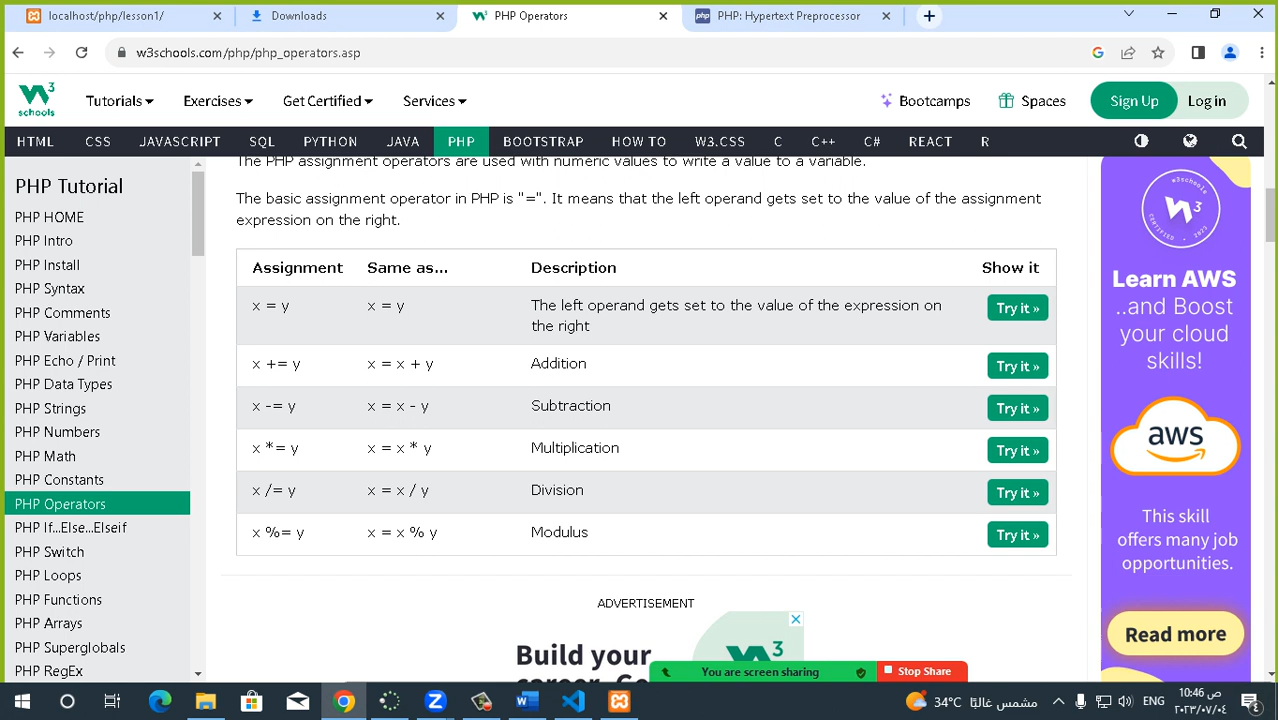 localhost/php/lesson1/
Downloads
PHP Operators
PHP: Hypertext Preprocessor
w3schools.com/php/php_operators.asp
W3 schools
Tutorials
Exercises
Get Certified
Services
Bootcamps
Spaces
Sign Up
Log in
HTML CSS JAVASCRIPT SQL PYTHON JAVA PHP BOOTSTRAP HOW TO W3.CSS C C++ C# REACT R
PHP Tutorial
PHP HOME
PHP Intro
PHP Install
PHP Syntax
PHP Comments
PHP Variables
PHP Echo / Print
PHP Data Types
PHP Strings
PHP Numbers
PHP Math
PHP Constants
PHP Operators
PHP If...Else...Elseif
PHP Switch
PHP Loops
PHP Functions
PHP Arrays
PHP Superglobals
PHP RegEx
The PHP assignment operators are used with numeric values to write a value to a variable.
The basic assignment operator in PHP is "=". It means that the left operand gets set to the value of the assignment
expression on the right.
Assignment Same as... Description Show it
x = y x = y The left operand gets set to the value of the expression on
the right Try it »
x += y x = x + y Addition Try it »
x -= y x = x - y Subtraction Try it »
x *= y x = x * y Multiplication Try it »
x /= y x = x / y Division Try it »
x %= y x = x % y Modulus Try it »
ADVERTISEMENT
Build your
career. Go
W3
w3schools
CERTIFIED
Learn AWS
..and Boost
your cloud
skills!
aws
This skill
offers many job
opportunities.
Read more
You are screen sharing
Stop Share
34°C مشمس غالبًا
ENG
10:46 ص
٢٠٢٣/٠٧/٠٤